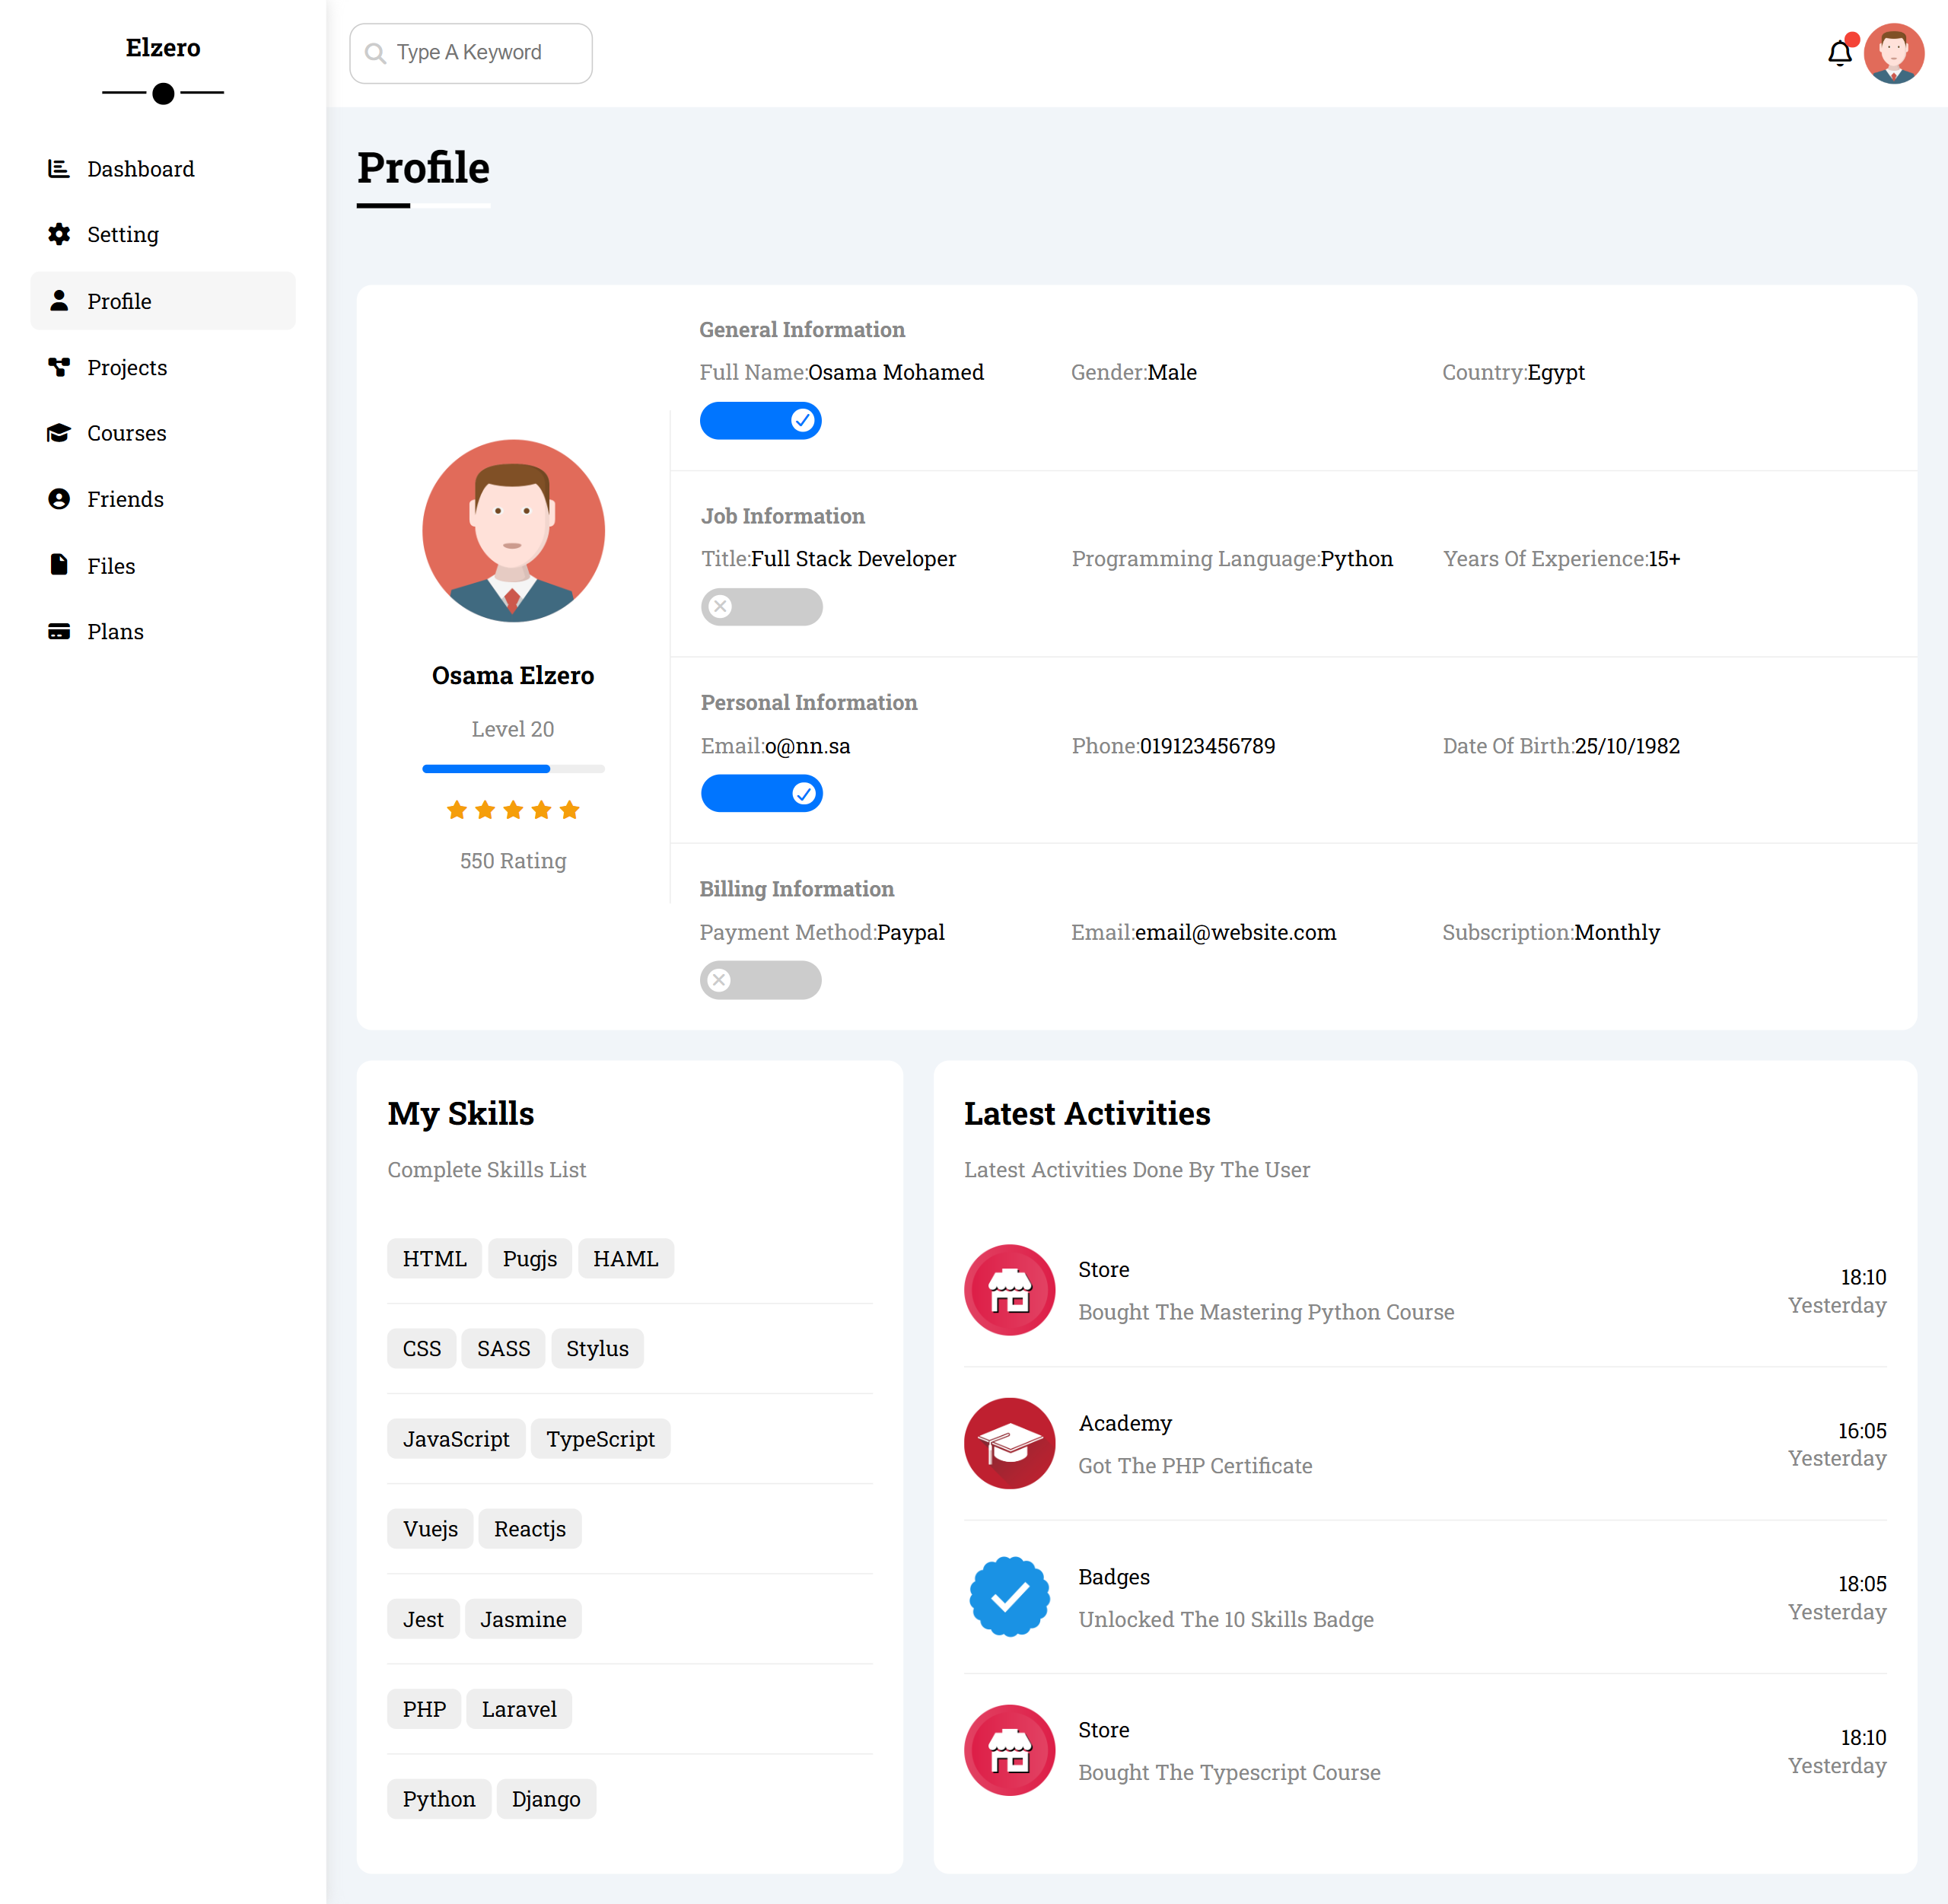 Elzero
Type A Keyword
Dashboard
Setting
Profile
Projects
Courses
Friends
Files
Plans
Profile
Osama Elzero
Level 20
550 Rating
General Information
Full Name:Osama Mohamed Gender:Male Country:Egypt
Job Information
Title:Full Stack Developer Programming Language:Python Years Of Experience:15+
Personal Information
Email:o@nn.sa Phone:019123456789 Date Of Birth:25/10/1982
Billing Information
Payment Method:Paypal Email:email@website.com Subscription:Monthly
My Skills
Complete Skills List
HTML Pugjs HAML
CSS SASS Stylus
JavaScript TypeScript
Vuejs Reactjs
Jest Jasmine
PHP Laravel
Python Django
Latest Activities
Latest Activities Done By The User
Store
Bought The Mastering Python Course
18:10
Yesterday
Academy
Got The PHP Certificate
16:05
Yesterday
Badges
Unlocked The 10 Skills Badge
18:05
Yesterday
Store
Bought The Typescript Course
18:10
Yesterday